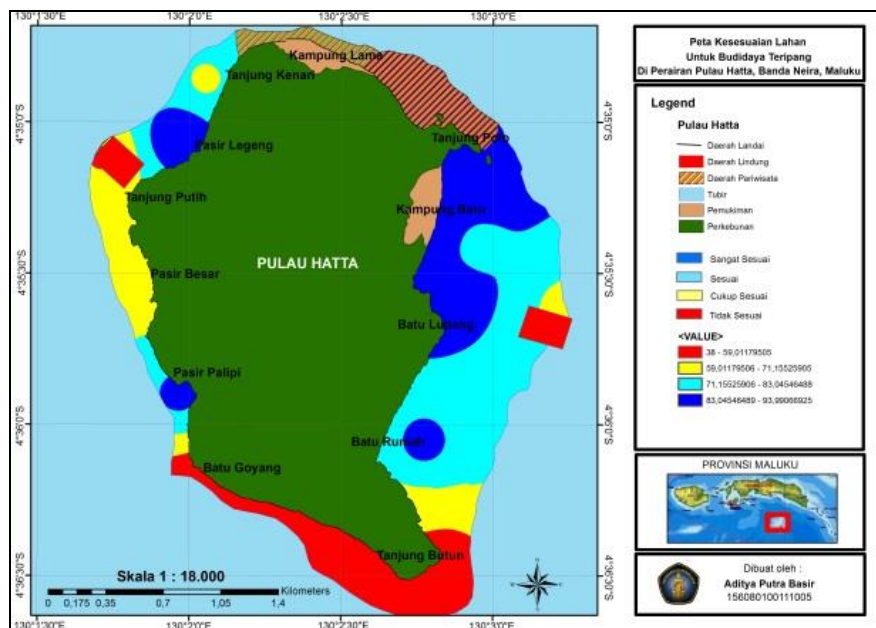 130°1'30"E
130°2'0"E
130°2'30"E
130°3'0"E
Kampung Lama
Tanjung Kenari
Tanjung Polo
Pasir Legeng
Tanjung Putih
Kampung Baru
Pasir Besar
PULAU HATTA
Batu Lubang
Pasir Palipi
Batu Rumah
Batu Goyang
Tanjung Butun
4°35'0"S
4°35'30"S
4°36'0"S
4°36'30"S
4°35'0"S
4°35'30"S
4°36'0"S
4°36'30"S
Skala 1 : 18.000
Kilometers
0 0,175 0,35 0,7 1,05 1,4
130°1'30"E
130°2'0"E
130°2'30"E
130°3'0"E
Peta Kesesuaian Lahan
Untuk Budidaya Teripang
Di Perairan Pulau Hatta, Banda Neira, Maluku
Legend
Pulau Hatta
Daerah Landai
Daerah Lindung
Daerah Pariwisata
Tubir
Pemukiman
Perkebunan
Sangat Sesuai
Sesuai
Cukup Sesuai
Tidak Sesuai
<VALUE>
38 - 59,01179505
59,01179506 - 71,15525905
71,15525906 - 83,04546488
83,04546489 - 93,99066925
PROVINSI MALUKU
Dibuat oleh :
Aditya Putra Basir
156080100111005